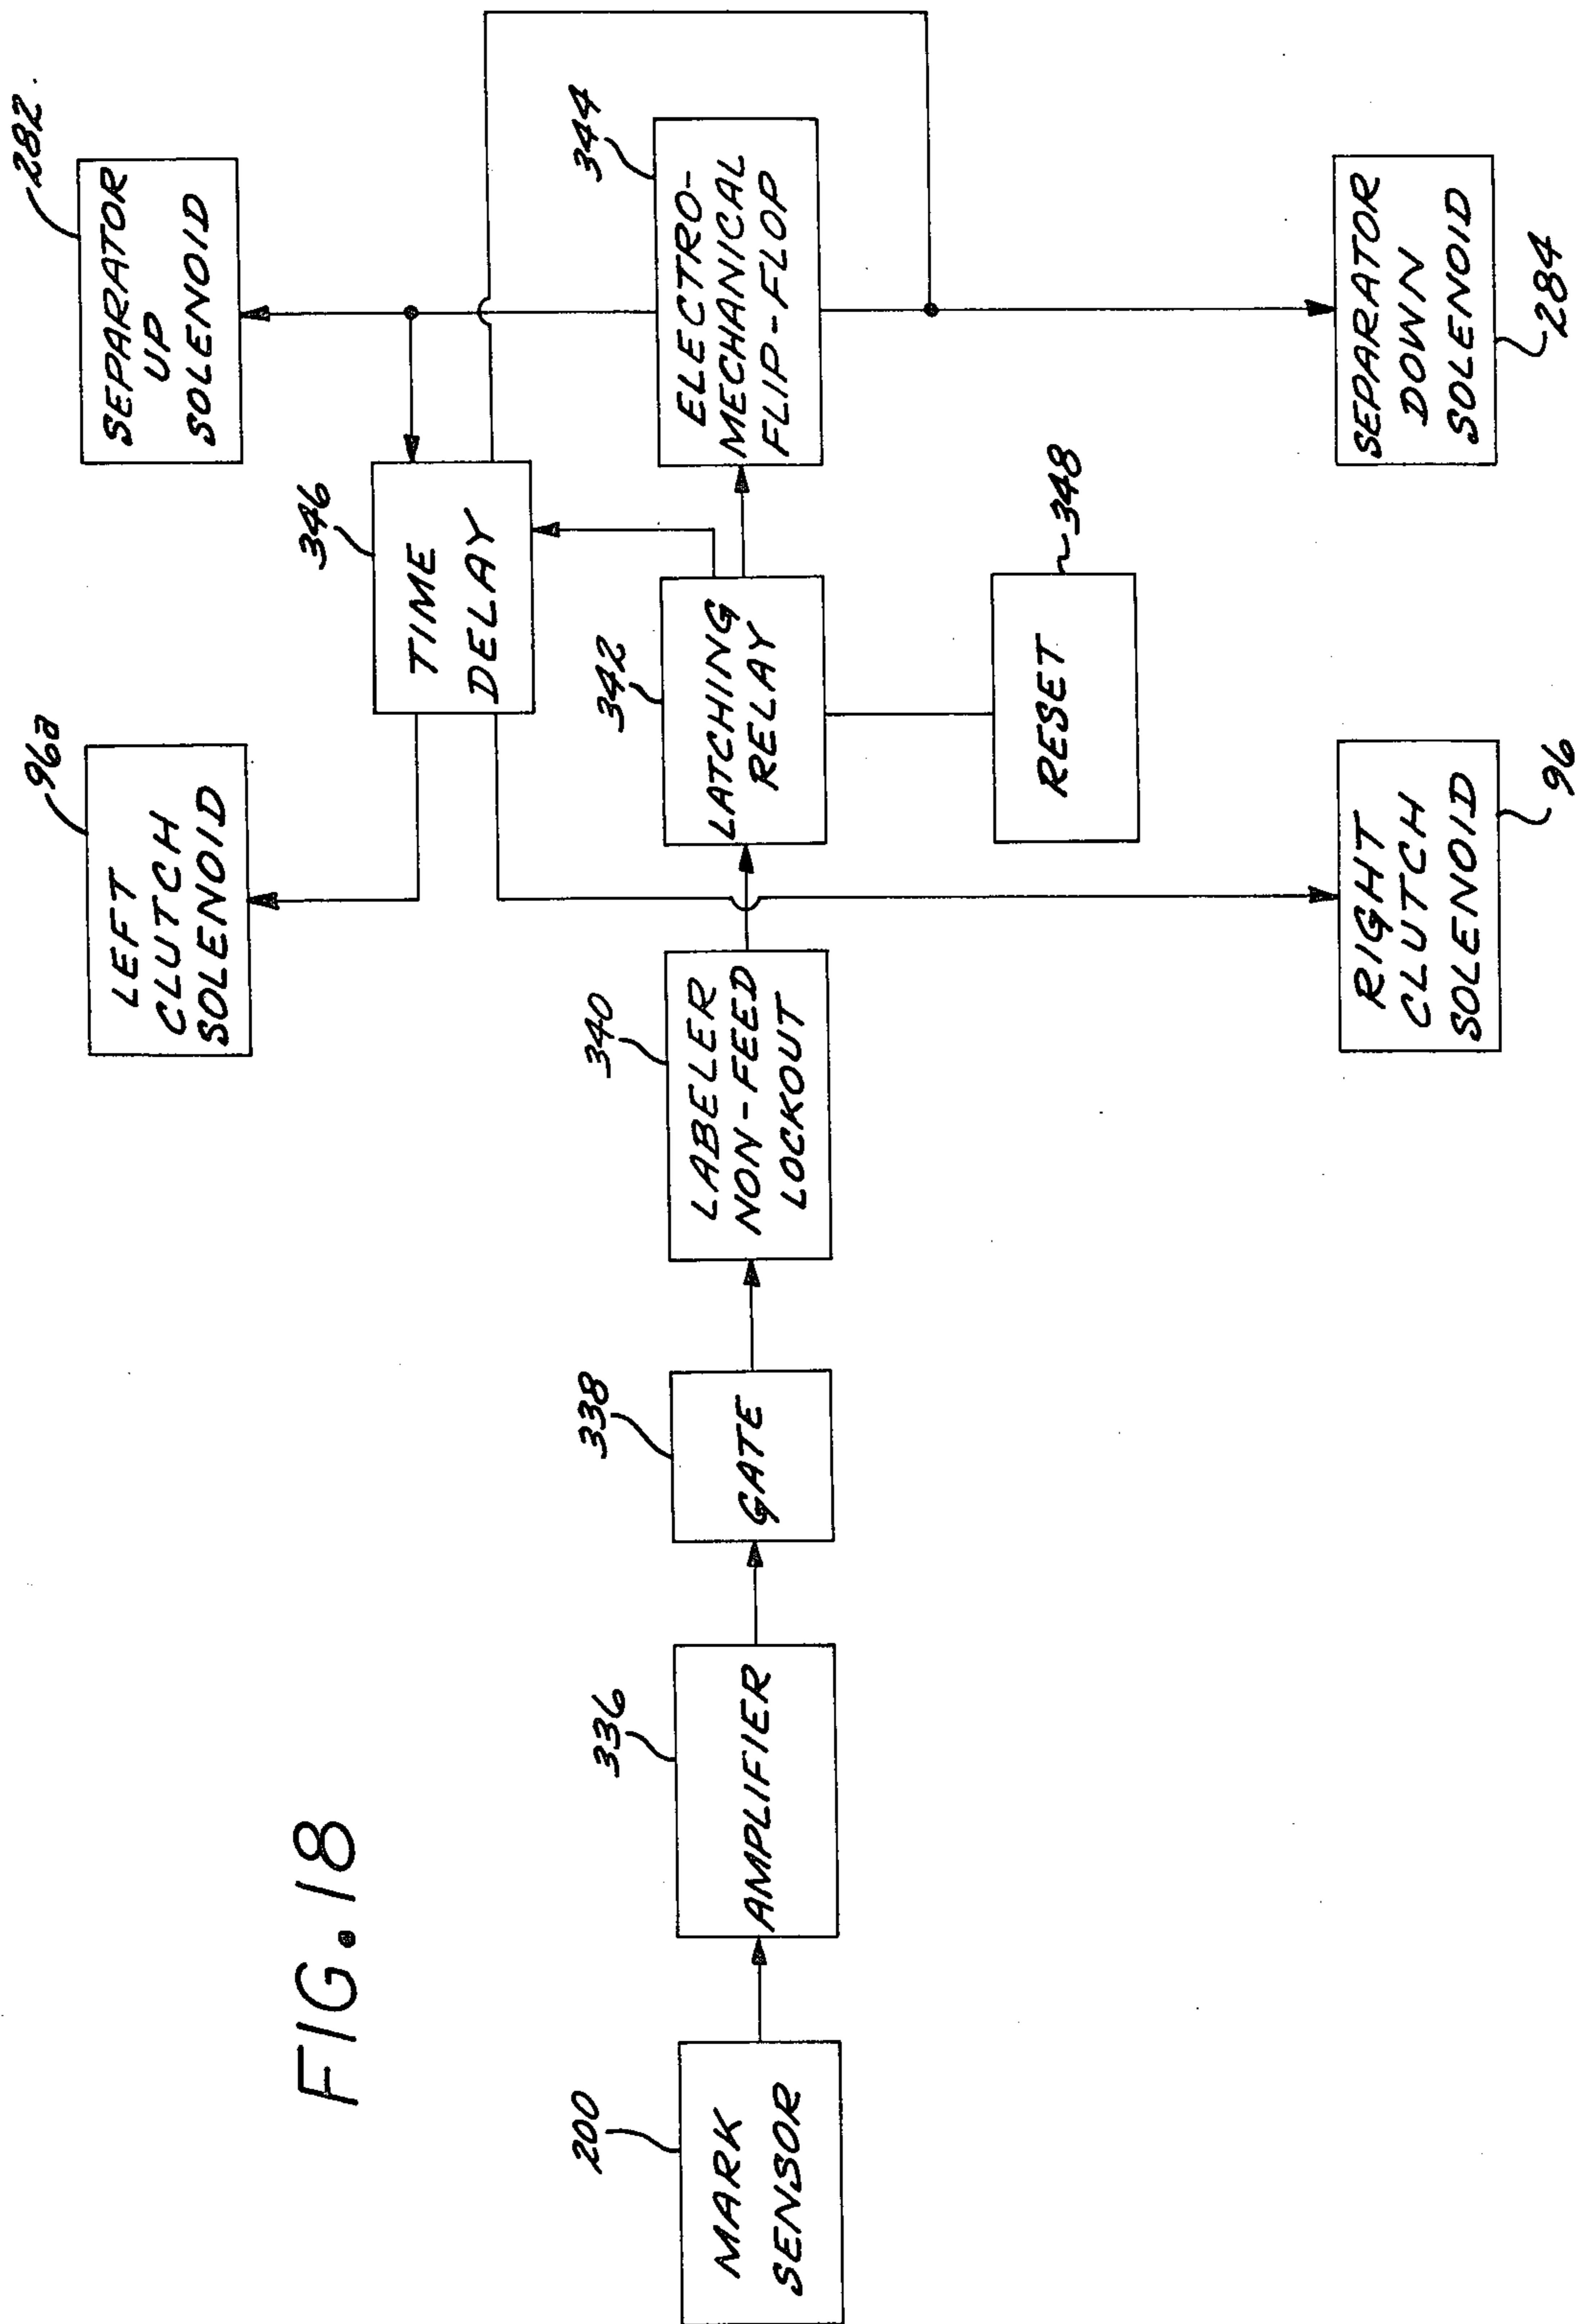 FIG. 18
200
MARK
SENSOR
336
AMPLIFIER
338
GATE
340
LABELER
NON-FEED
LOCKOUT
96a
LEFT
CLUTCH
SOLENOID
342
LATCHING
RELAY
346
TIME
DELAY
RESET
348
RIGHT
CLUTCH
SOLENOID
96
282
SEPARATOR
UP
SOLENOID
344
ELECTRO-
MECHANICAL
FLIP-FLOP
SEPARATOR
DOWN
SOLENOID
284